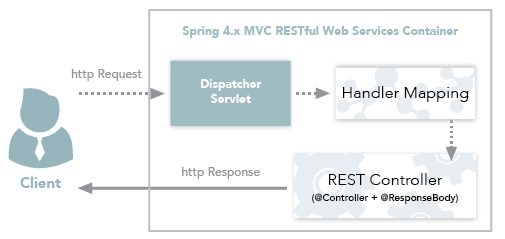 Spring 4.x MVC RESTful Web Services Container
http Request
Dispatcher
Servlet
Handler Mapping
Client
http Response
REST Controller
(@Controller + @ResponseBody)